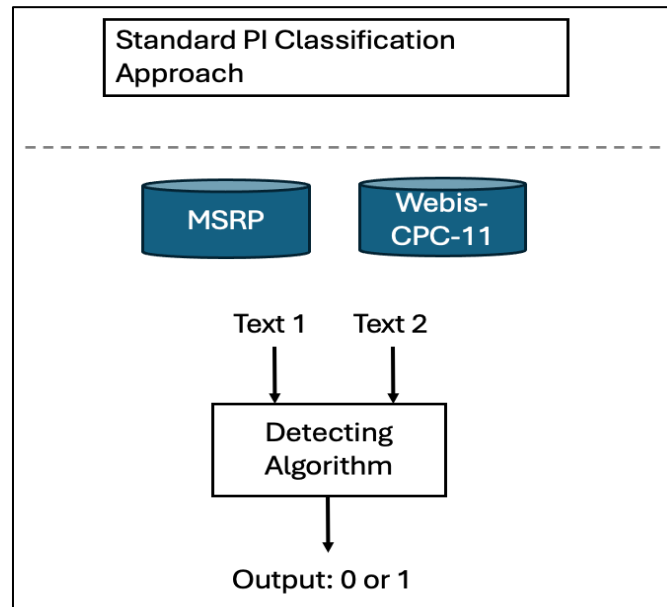 Standard PI Classification
Approach
MSRP
Webis-
CPC-11
Text 1
Text 2
Detecting
Algorithm
Output: 0 or 1